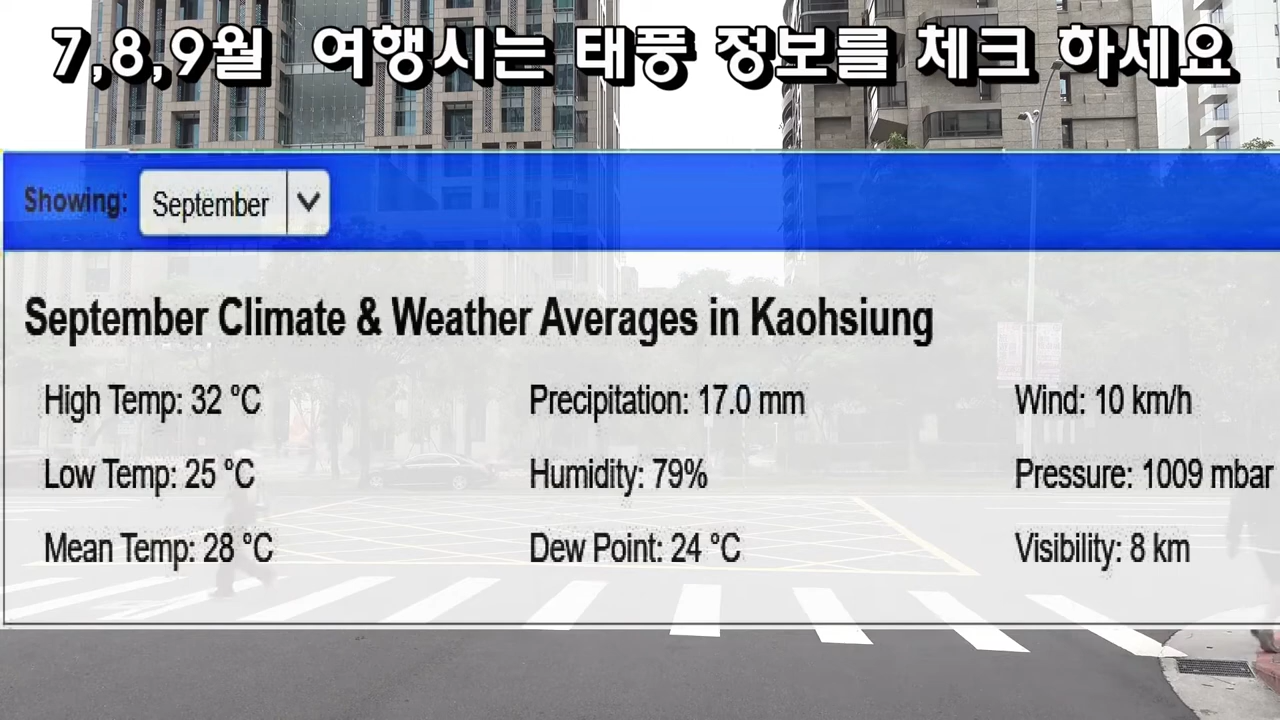 7,8,9월 여행시는 태풍 정보를 체크 하세요
Showing: September
September Climate & Weather Averages in Kaohsiung
High Temp: 32 °C Precipitation: 17.0 mm Wind: 10 km/h
Low Temp: 25 °C Humidity: 79% Pressure: 1009 mbar
Mean Temp: 28 °C Dew Point: 24 °C Visibility: 8 km